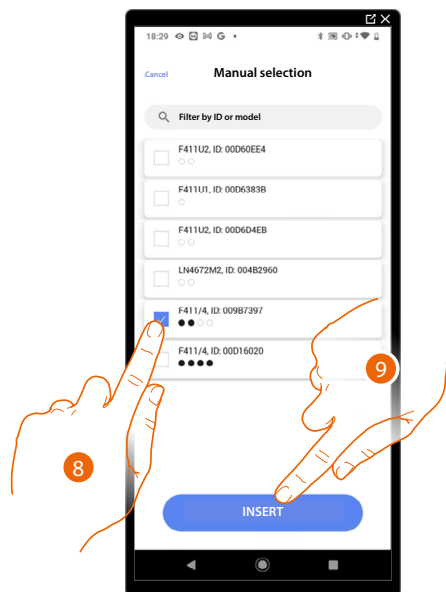 18:29 G
Cancel
Manual selection
Filter by ID or model
F411U2, ID: 00D60EE4
F411U1, ID: 00D6383B
F411U2, ID: 00D6D4EB
LN4672M2, ID: 004B2960
F411/4, ID: 009B7397
F411/4, ID: 00D16020
9
8
INSERT